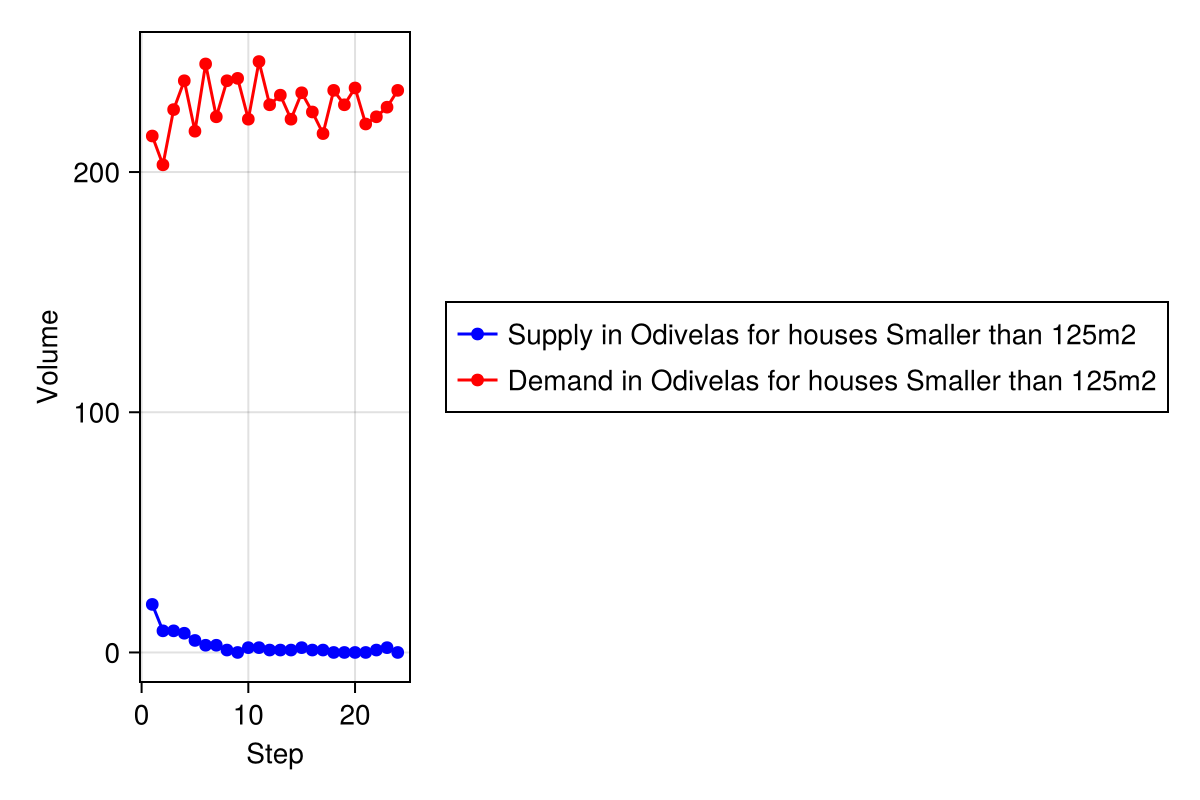 Volume
200
100
0
0 10 20
Step
Supply in Odivelas for houses Smaller than 125m2
Demand in Odivelas for houses Smaller than 125m2